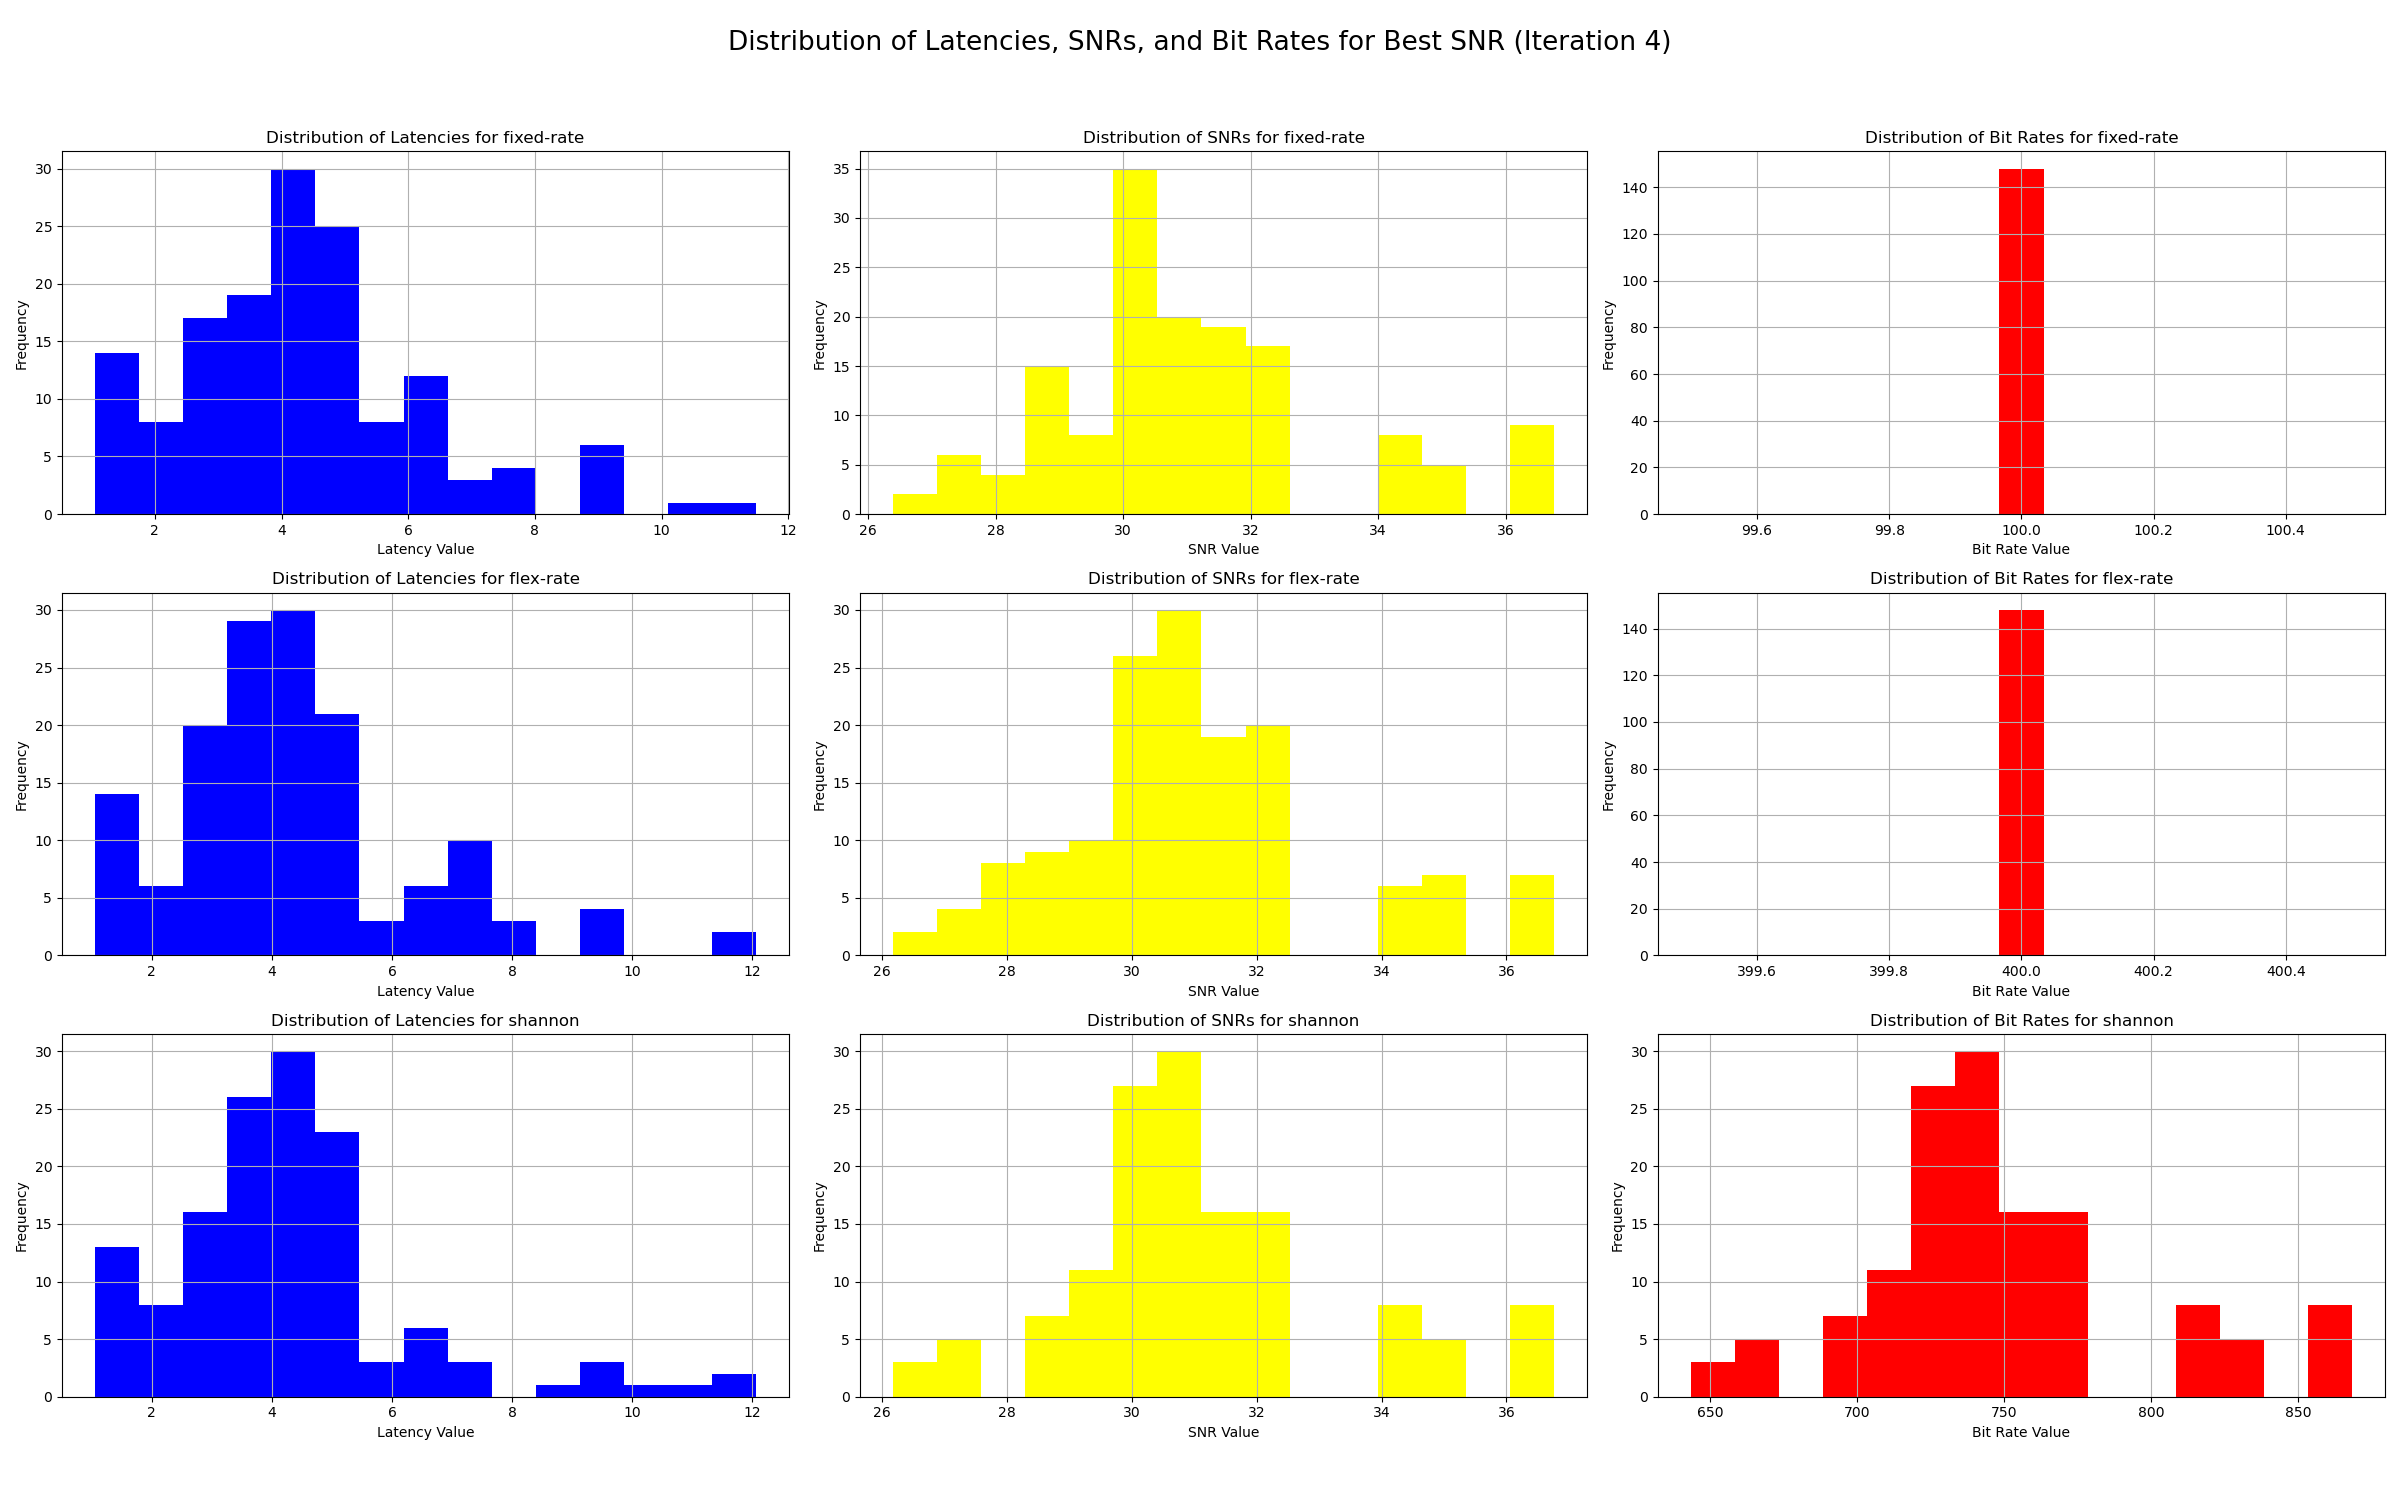 Distribution of Latencies, SNRs, and Bit Rates for Best SNR (Iteration 4)
Distribution of Latencies for fixed-rate
30
25
20
15
10
5
0
Frequency
2 4 6 8 10 12
Latency Value
Distribution of SNRs for fixed-rate
35
30
25
20
15
10
5
0
Frequency
26 28 30 32 34 36
SNR Value
Distribution of Bit Rates for fixed-rate
140
120
100
80
60
40
20
0
Frequency
99.6 99.8 100.0 100.2 100.4
Bit Rate Value
Distribution of Latencies for flex-rate
30
25
20
15
10
5
0
Frequency
2 4 6 8 10 12
Latency Value
Distribution of SNRs for flex-rate
30
25
20
15
10
5
0
Frequency
26 28 30 32 34 36
SNR Value
Distribution of Bit Rates for flex-rate
140
120
100
80
60
40
20
0
Frequency
399.6 399.8 400.0 400.2 400.4
Bit Rate Value
Distribution of Latencies for shannon
30
25
20
15
10
5
0
Frequency
2 4 6 8 10 12
Latency Value
Distribution of SNRs for shannon
30
25
20
15
10
5
0
Frequency
26 28 30 32 34 36
SNR Value
Distribution of Bit Rates for shannon
30
25
20
15
10
5
0
Frequency
650 700 750 800 850
Bit Rate Value